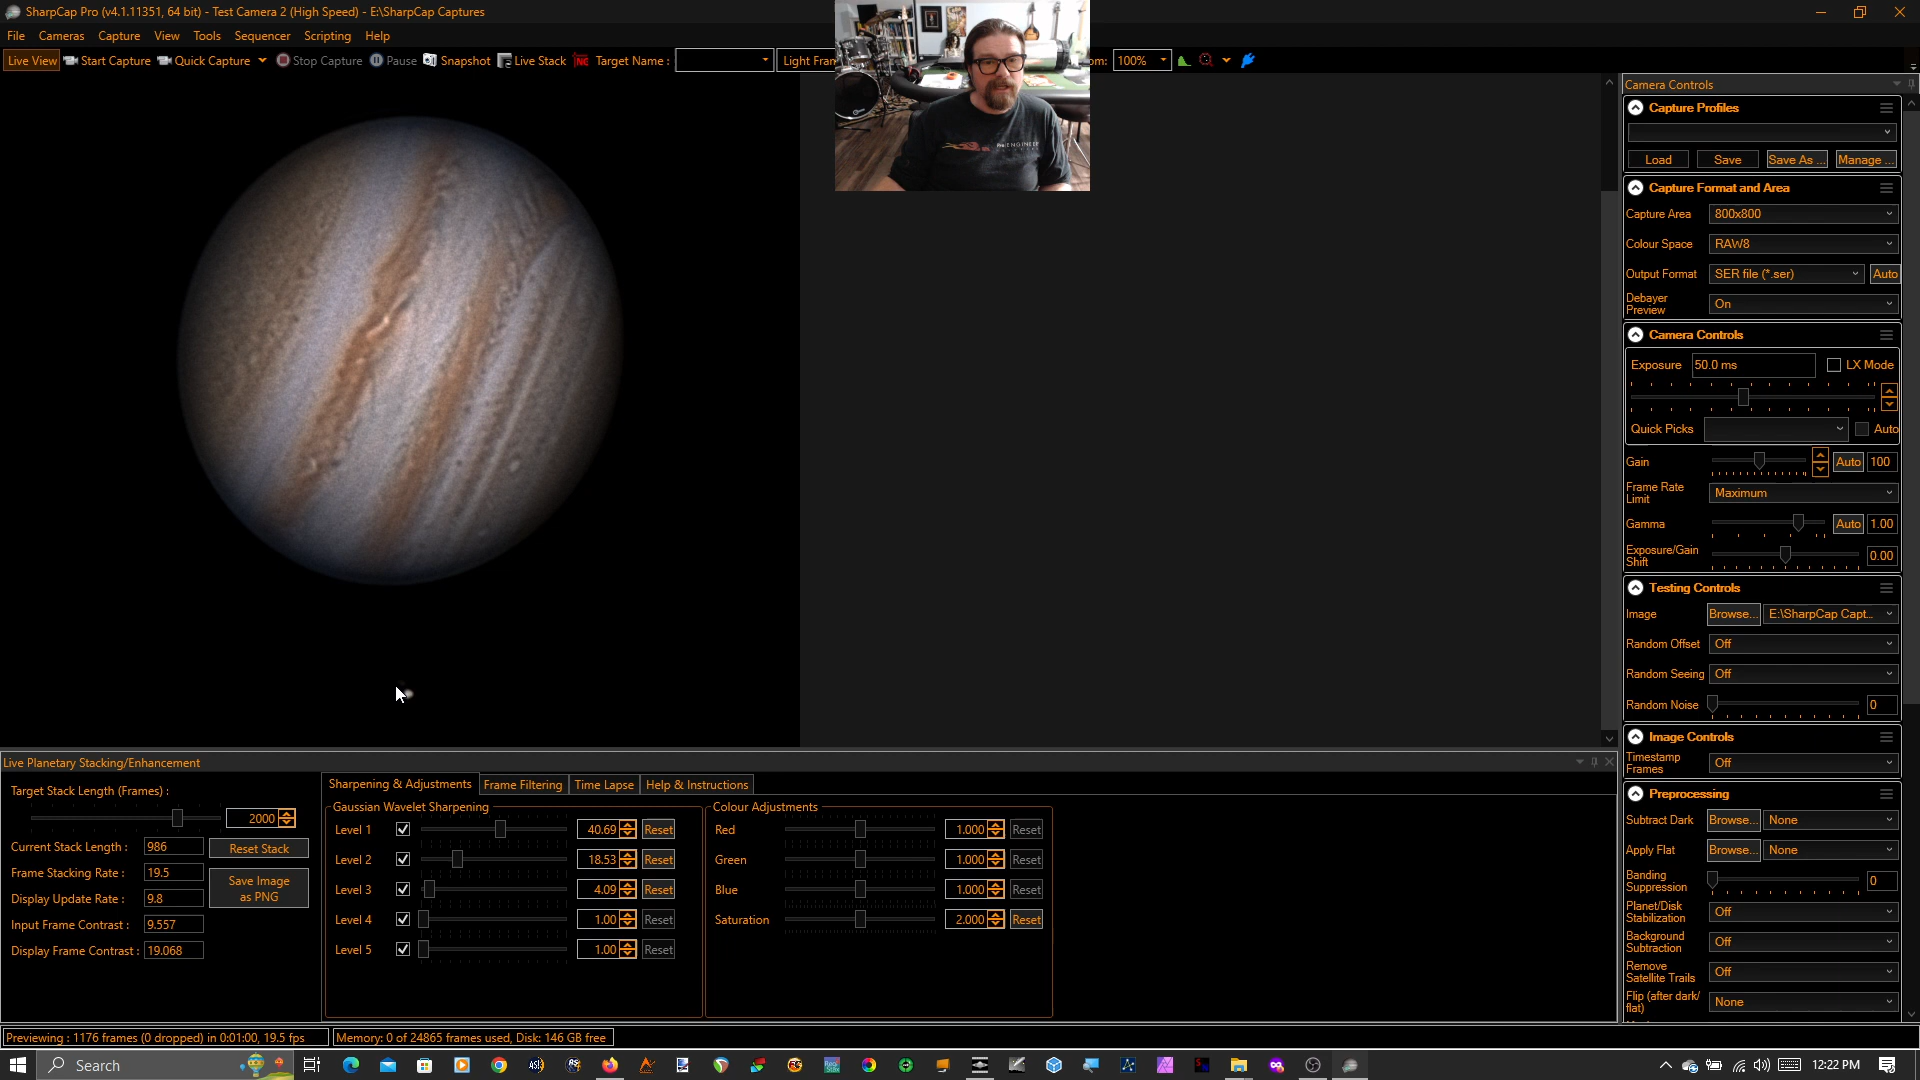 SharpCap Pro (v4.1.11351, 64 bit) - Test Camera 2 (High Speed) - E:\SharpCap Captures
File Cameras Capture View Tools Sequencer Scripting Help
Live View Start Capture Quick Capture Stop Capture Pause Snapshot Live Stack Target Name : Light Fram om: 100%
Camera Controls
Capture Profiles
Load Save Save As ... Manage ...
Capture Format and Area
Capture Area 800x800
Colour Space RAW8
Output Format SER file (*.ser) Auto
Debayer Preview On
Camera Controls
Exposure 50.0 ms LX Mode
Quick Picks Auto
Gain Auto 100
Frame Rate Limit Maximum
Gamma Auto 1.00
Exposure/Gain Shift 0.00
Testing Controls
Image Browse... E:\SharpCap Capt...
Random Offset Off
Random Seeing Off
Random Noise 0
Image Controls
Timestamp Frames Off
Preprocessing
Subtract Dark Browse... None
Apply Flat Browse... None
Banding Suppression 0
Planet/Disk Stabilization Off
Background Subtraction Off
Remove Satellite Trails Off
Flip (after dark/ flat) None
Pro/ENGINEER
Live Planetary Stacking/Enhancement
Target Stack Length (Frames) :
2000
Current Stack Length : 986 Reset Stack
Frame Stacking Rate : 19.5
Save Image as PNG
Display Update Rate : 9.8
Input Frame Contrast : 9.557
Display Frame Contrast : 19.068
Sharpening & Adjustments Frame Filtering Time Lapse Help & Instructions
Gaussian Wavelet Sharpening
Level 1 40.69 Reset
Level 2 18.53 Reset
Level 3 4.09 Reset
Level 4 1.00 Reset
Level 5 1.00 Reset
Colour Adjustments
Red 1.000 Reset
Green 1.000 Reset
Blue 1.000 Reset
Saturation 2.000 Reset
Previewing : 1176 frames (0 dropped) in 0:01:00, 19.5 fps Memory: 0 of 24865 frames used, Disk: 146 GB free
Search
12:22 PM